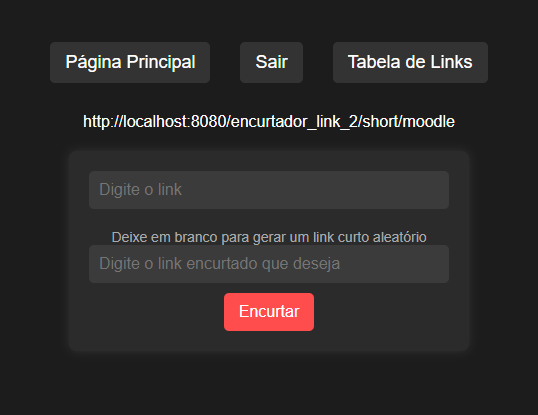 Página Principal Sair Tabela de Links
http://localhost:8080/encurtador_link_2/short/moodle
Digite o link
Deixe em branco para gerar um link curto aleatório
Digite o link encurtado que deseja
Encurtar